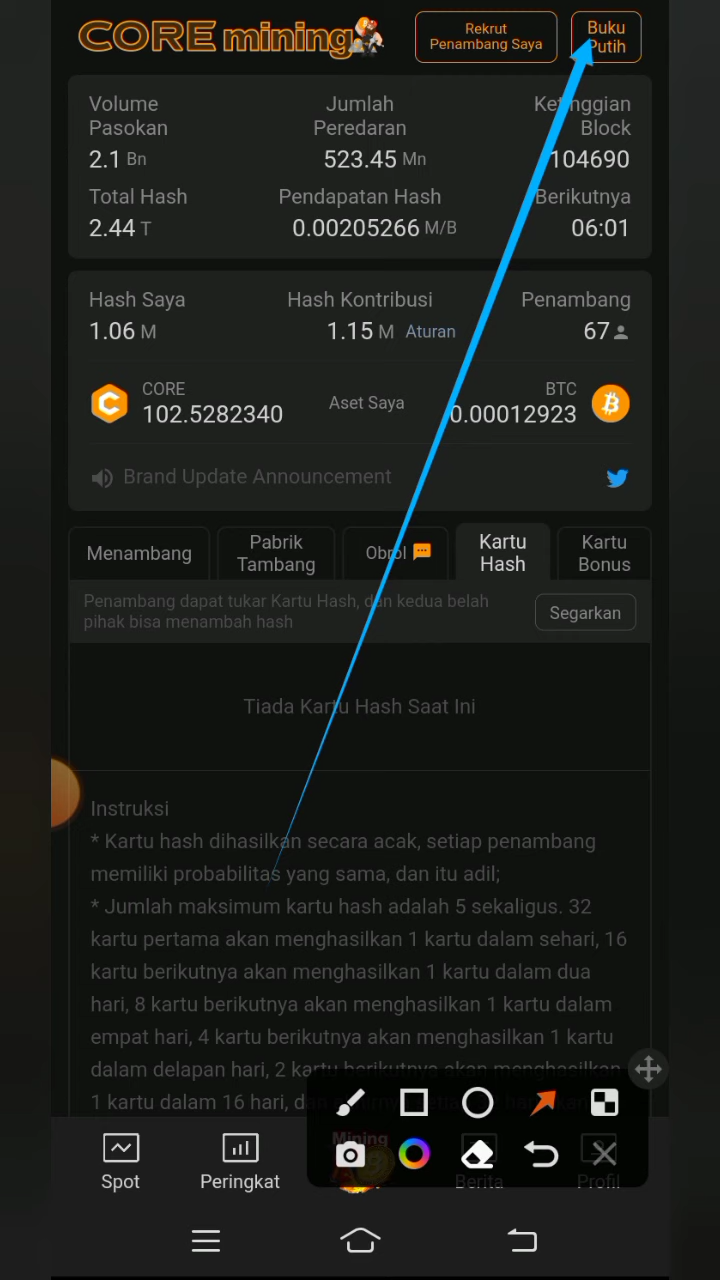 CORE mining
Rekrut
Penambang Saya
Buku
Putih
Volume
Pasokan
2.1 Bn
Jumlah
Peredaran
523.45 Mn
Ketinggian
Block
104690
Total Hash
2.44 T
Pendapatan Hash
0.00205266 M/B
Berikutnya
06:01
Hash Saya
1.06 M
Hash Kontribusi
1.15 M Aturan
Penambang
67
CORE
102.5282340
Aset Saya
BTC
0.00012923
Brand Update Announcement
Menambang
Pabrik
Tambang
Obrol
Kartu
Hash
Kartu
Bonus
Penambang dapat tukar Kartu Hash, dan kedua belah
pihak bisa menambah hash
Segarkan
Tiada Kartu Hash Saat Ini
Instruksi
* Kartu hash dihasilkan secara acak, setiap penambang
memiliki probabilitas yang sama, dan itu adil;
* Jumlah maksimum kartu hash adalah 5 sekaligus. 32
kartu pertama akan menghasilkan 1 kartu dalam sehari, 16
kartu berikutnya akan menghasilkan 1 kartu dalam dua
hari, 8 kartu berikutnya akan menghasilkan 1 kartu dalam
empat hari, 4 kartu berikutnya akan menghasilkan 1 kartu
dalam delapan hari, 2 kartu berikutnya akan menghasilkan
1 kartu dalam 16 hari,
Spot
Peringkat
Mining
Berita
Profil